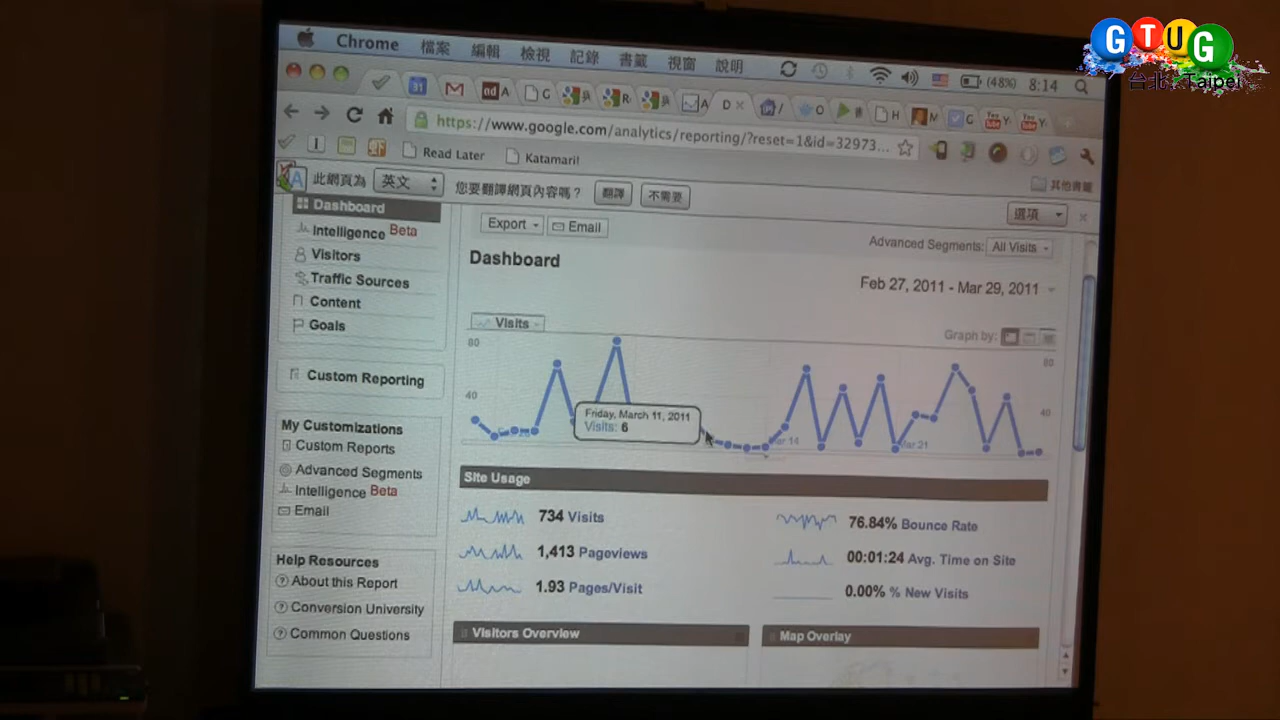 GTUG
台北 Taipei
Chrome 檔案 編輯 檢視 記錄 書籤 視窗 說明 (48%) 8:14
31
https://www.google.com/analytics/reporting/?reset=1&id=32973...
Read Later Katamari!
其他書籤
此網頁為 英文 您要翻譯網頁內容嗎？ 翻譯 不需要 選項
Dashboard
Intelligence Beta
Visitors
Traffic Sources
Content
Goals
Custom Reporting
My Customizations
Custom Reports
Advanced Segments
Intelligence Beta
Email
Help Resources
About this Report
Conversion University
Common Questions
Export Email
Advanced Segments: All Visits
Dashboard
Feb 27, 2011 - Mar 29, 2011
Visits
Graph by:
80 80
40 40
Friday, March 11, 2011
Visits: 6
Mar 14 Mar 21
Site Usage
734 Visits
76.84% Bounce Rate
1,413 Pageviews
00:01:24 Avg. Time on Site
1.93 Pages/Visit
0.00% % New Visits
Visitors Overview
Map Overlay